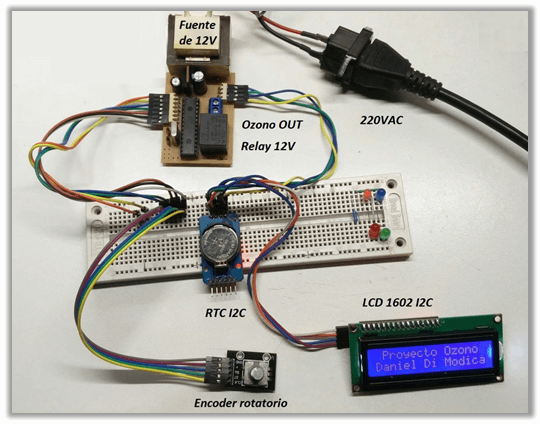 Fuente
de 12V
Ozono OUT
Relay 12V
220VAC
RTC I2C
LCD 1602 I2C
Proyecto Ozono
Daniel Di Modica
Encoder rotatorio